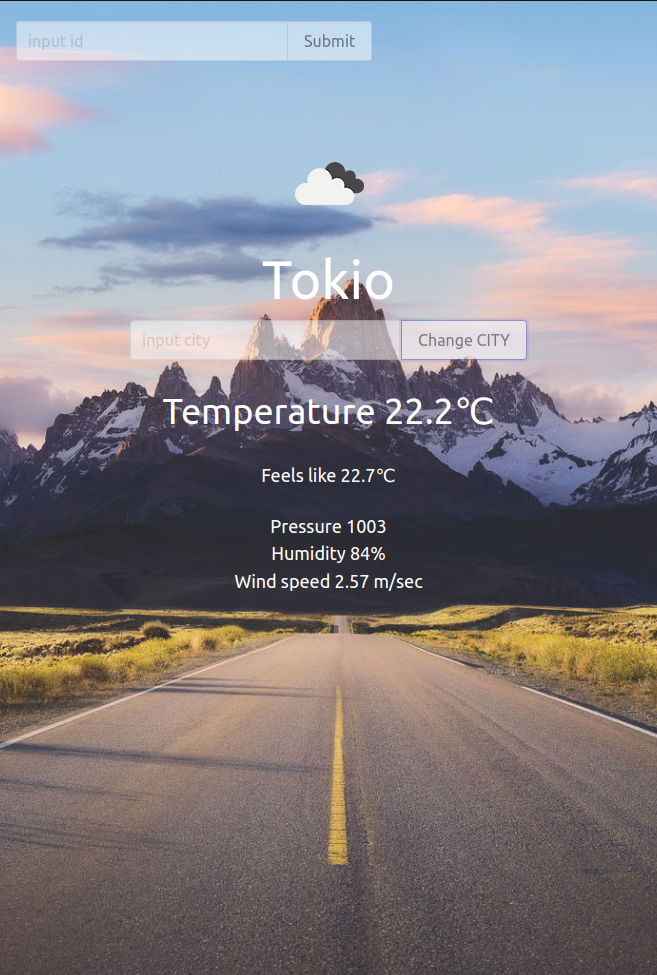 input id Submit
Tokio
input city Change CITY
Temperature 22.2℃
Feels like 22.7℃
Pressure 1003
Humidity 84%
Wind speed 2.57 m/sec